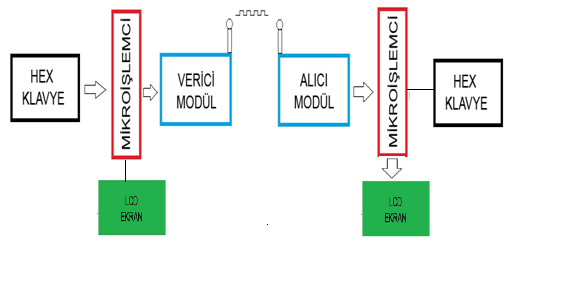 HEX
KLAVYE
MİKROİŞLEMCİ
VERİCİ
MODÜL
ALICI
MODÜL
MİKROİŞLEMCİ
HEX
KLAVYE
LCD
EKRAN
LCD
EKRAN